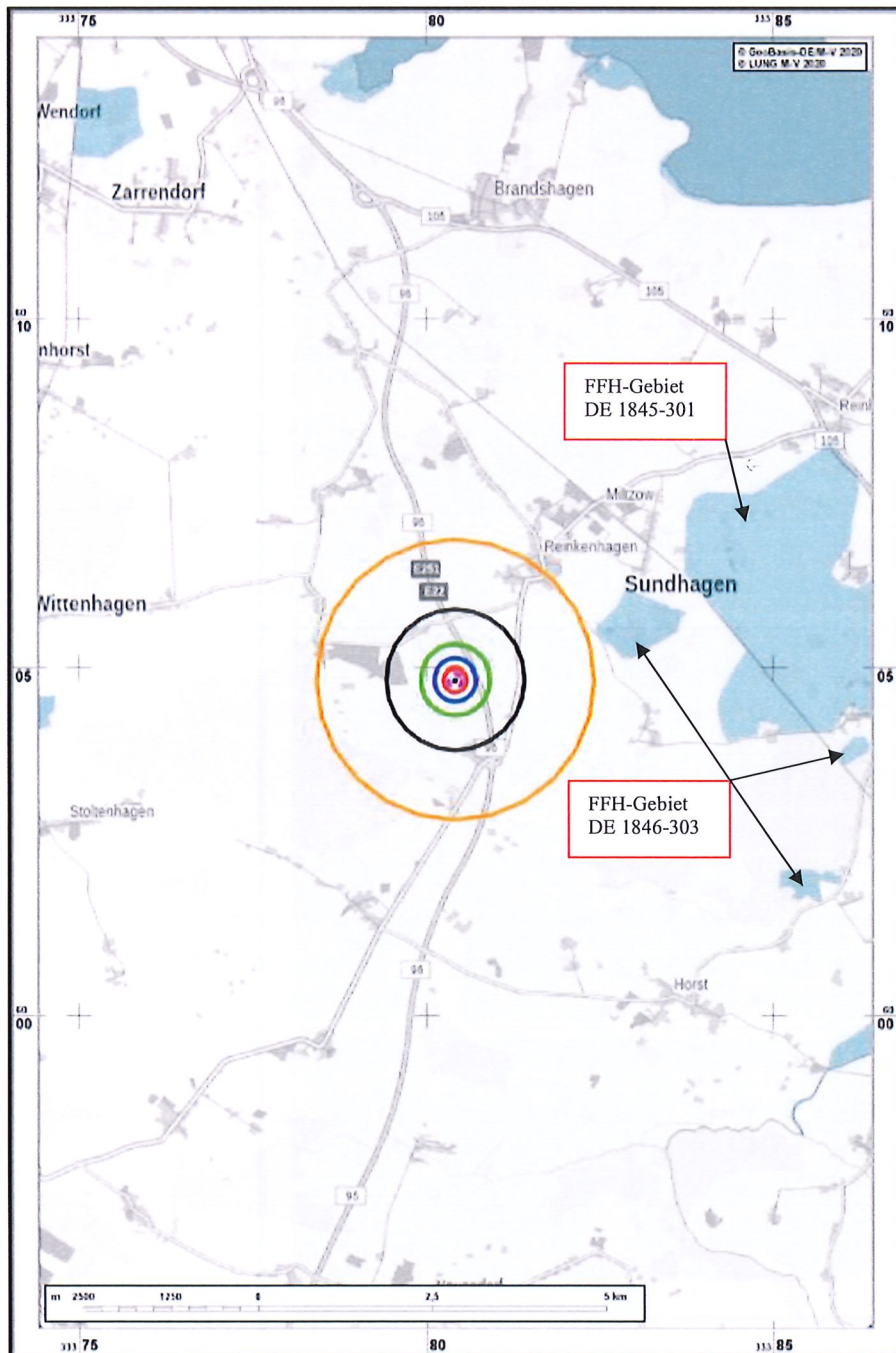 333 75
80
333 85
© GeoBasis-DE/M-V 2020
© LUNG M-V 2020
Wendorf
96
Zarrendorf
Brandshagen
105
96
105
60
10
10
nhorst
FFH-Gebiet
DE 1845-301
Rein
105
96
Miltzow
Reinkenhagen
E251
E22
Sundhagen
Wittenhagen
05
05
96
Stoltenhagen
FFH-Gebiet
DE 1846-303
96
Horst
60
00
60
00
96
m 2500 1250 0 2,5 5 km
333 75
80
333 85